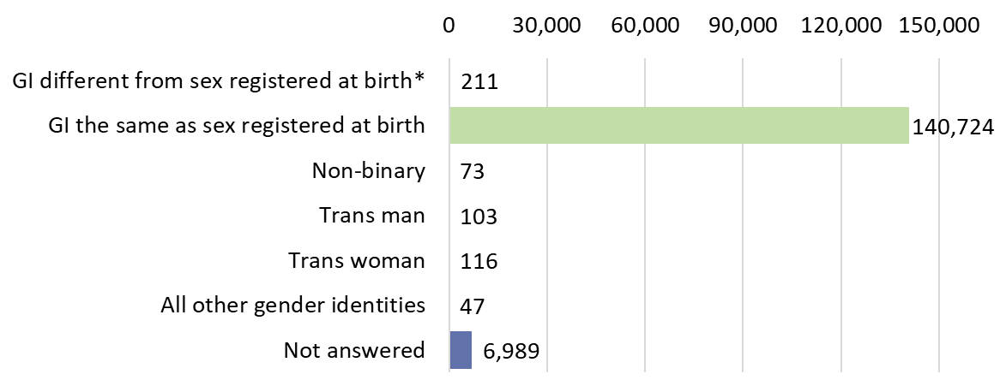 0 30,000 60,000 90,000 120,000 150,000
GI different from sex registered at birth* 211
GI the same as sex registered at birth 140,724
Non-binary 73
Trans man 103
Trans woman 116
All other gender identities 47
Not answered 6,989